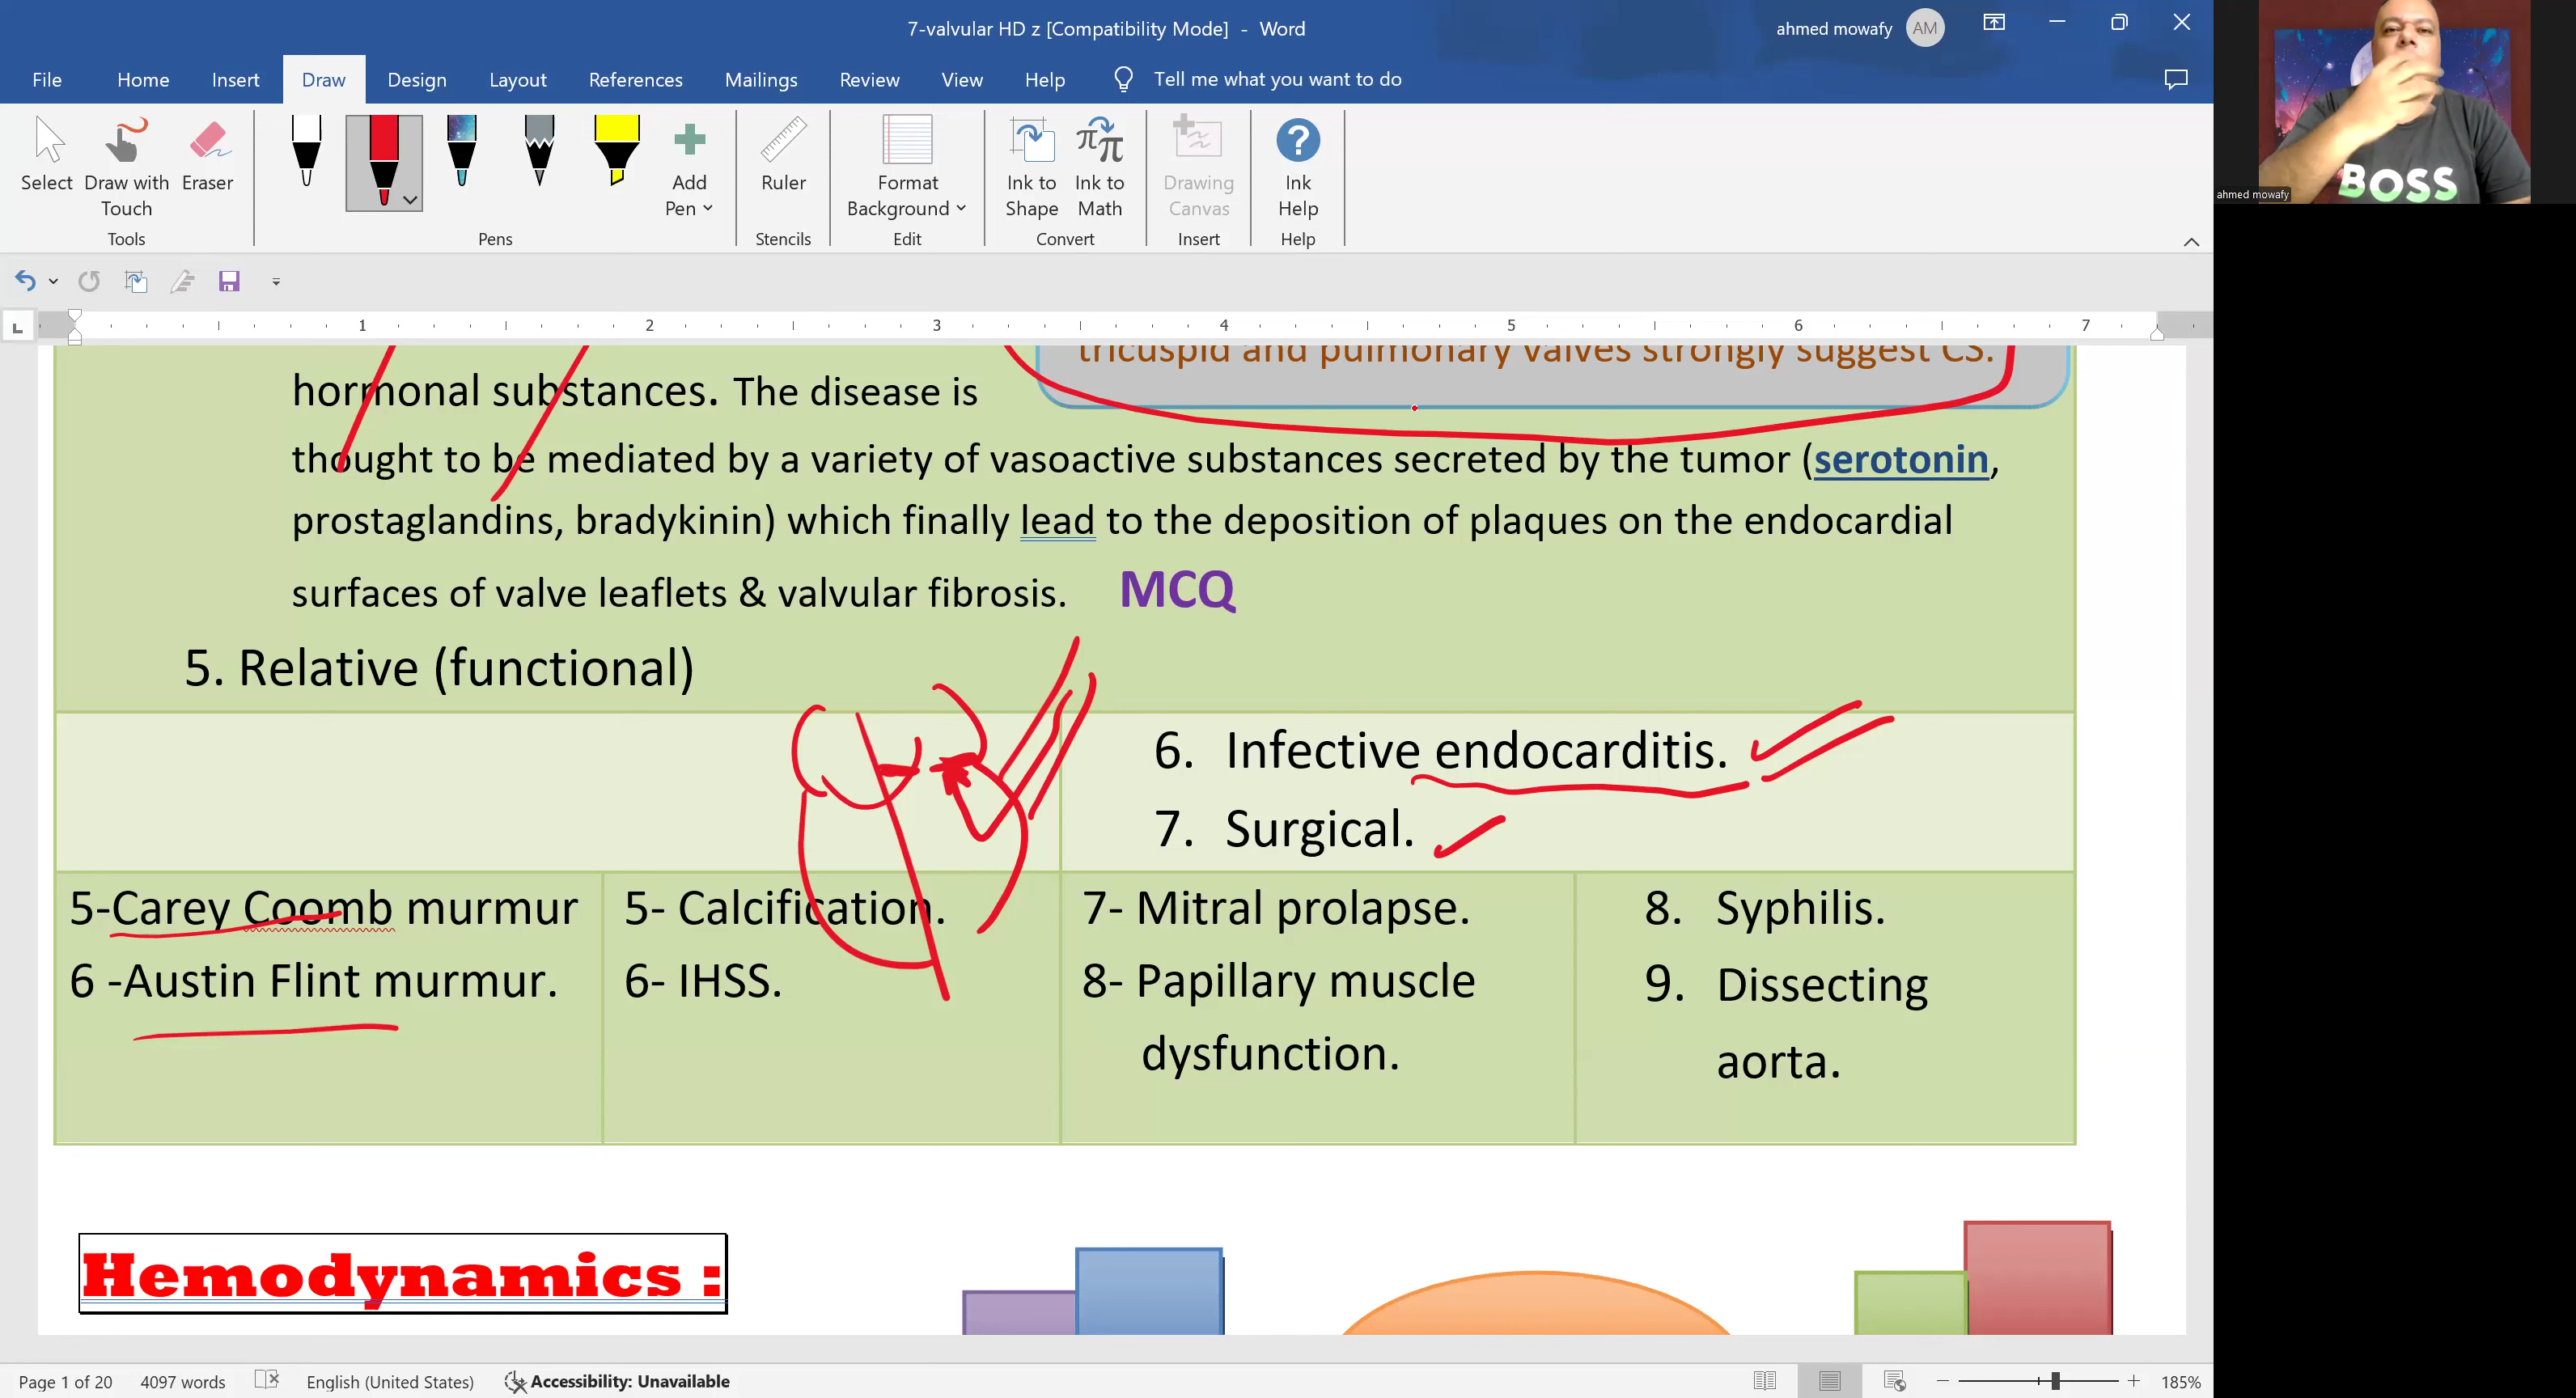 7-valvular HD z [Compatibility Mode] - Word
ahmed mowafy AM
File Home Insert Draw Design Layout References Mailings Review View Help Tell me what you want to do
Select Draw with Touch Eraser
Add Pen
Ruler
Format Background
Ink to Shape
Ink to Math
Drawing Canvas
Ink Help
Tools Pens Stencils Edit Convert Insert Help
ahmed mowafy
BOSS
1 2 3 4 5 6 7
tricuspid and pulmonary valves strongly suggest CS.
hormonal substances. The disease is
thought to be mediated by a variety of vasoactive substances secreted by the tumor (serotonin,
prostaglandins, bradykinin) which finally lead to the deposition of plaques on the endocardial
surfaces of valve leaflets & valvular fibrosis. MCQ
5. Relative (functional)
6. Infective endocarditis.
7. Surgical.
5-Carey Coomb murmur
6 -Austin Flint murmur.
5- Calcification.
6- IHSS.
7- Mitral prolapse.
8- Papillary muscle
dysfunction.
8. Syphilis.
9. Dissecting
aorta.
Hemodynamics :
Page 1 of 20 4097 words English (United States) Accessibility: Unavailable 185%